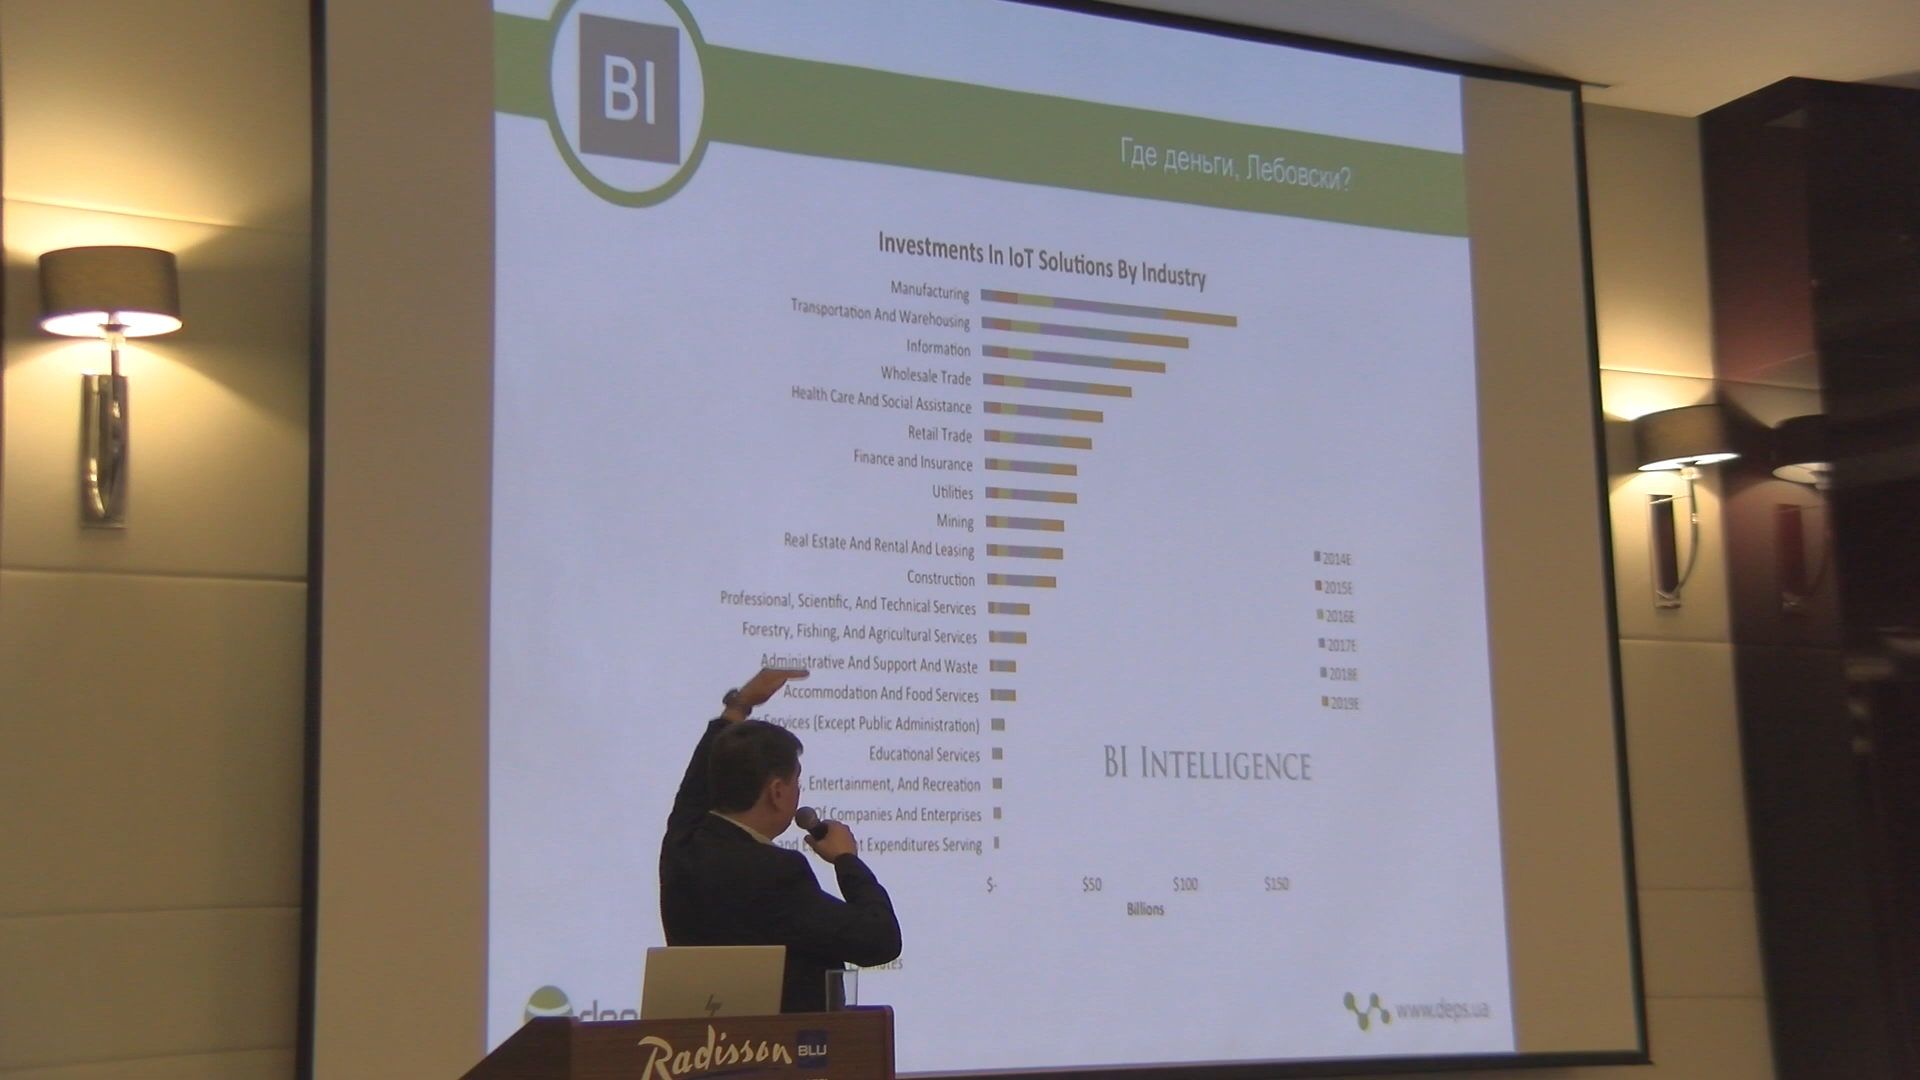 BI
Где деньги, Лебовски?
Investments In IoT Solutions By Industry
Manufacturing
Transportation And Warehousing
Information
Wholesale Trade
Health Care And Social Assistance
Retail Trade
Finance and Insurance
Utilities
Mining
Real Estate And Rental And Leasing
Construction
Professional, Scientific, And Technical Services
Forestry, Fishing, And Agricultural Services
Administrative And Support And Waste
Accommodation And Food Services
Services (Except Public Administration)
Educational Services
Entertainment, And Recreation
Of Companies And Enterprises
and Expenditures Serving
2014E
2015E
2016E
2017E
2018E
2019E
BI INTELLIGENCE
$- $50 $100 $150
Billions
www.deps.ua
hp
Radisson BLU